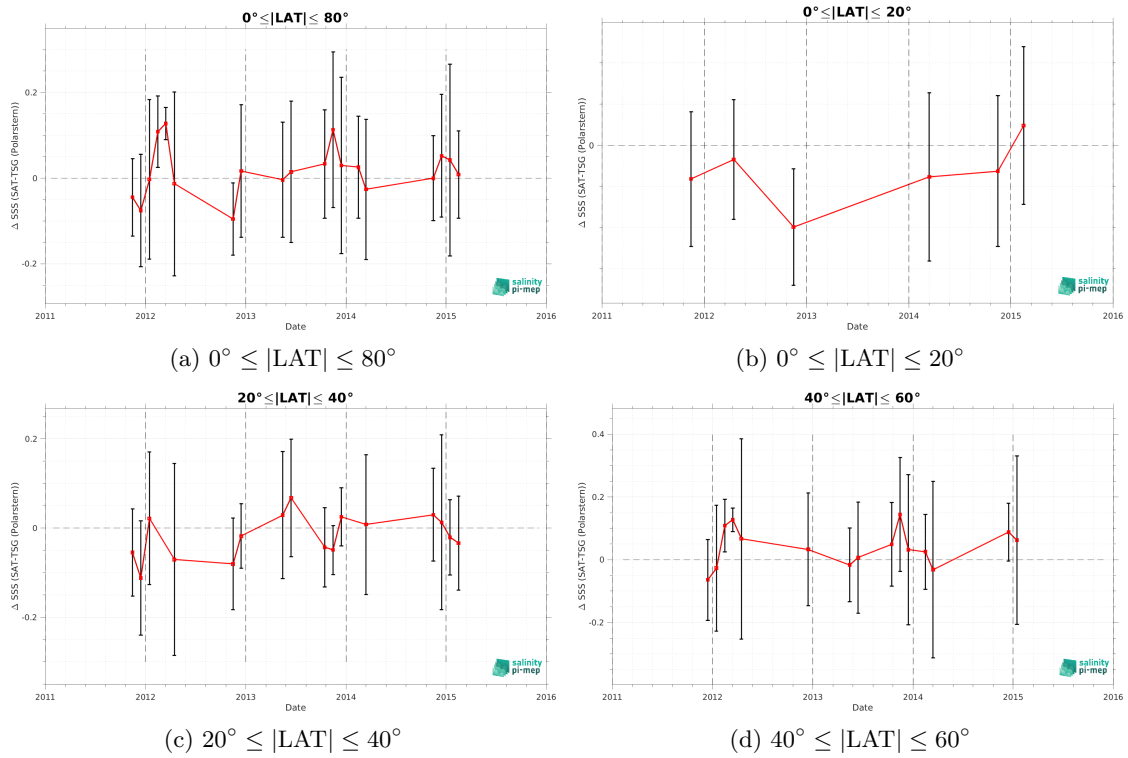 0°≤|LAT|≤ 80°
Δ SSS (SAT-TSG (Polarstern))
0.2
0
-0.2
2011 2012 2013 2014 2015 2016
Date
salinity
pi-mep
(a) 0° ≤ |LAT| ≤ 80°
0°≤|LAT|≤ 20°
Δ SSS (SAT-TSG (Polarstern))
0
2011 2012 2013 2014 2015 2016
Date
salinity
pi-mep
(b) 0° ≤ |LAT| ≤ 20°
20°≤|LAT|≤ 40°
Δ SSS (SAT-TSG (Polarstern))
0.2
0
-0.2
2011 2012 2013 2014 2015 2016
Date
salinity
pi-mep
(c) 20° ≤ |LAT| ≤ 40°
40°≤|LAT|≤ 60°
Δ SSS (SAT-TSG (Polarstern))
0.4
0.2
0
-0.2
2011 2012 2013 2014 2015 2016
Date
salinity
pi-mep
(d) 40° ≤ |LAT| ≤ 60°